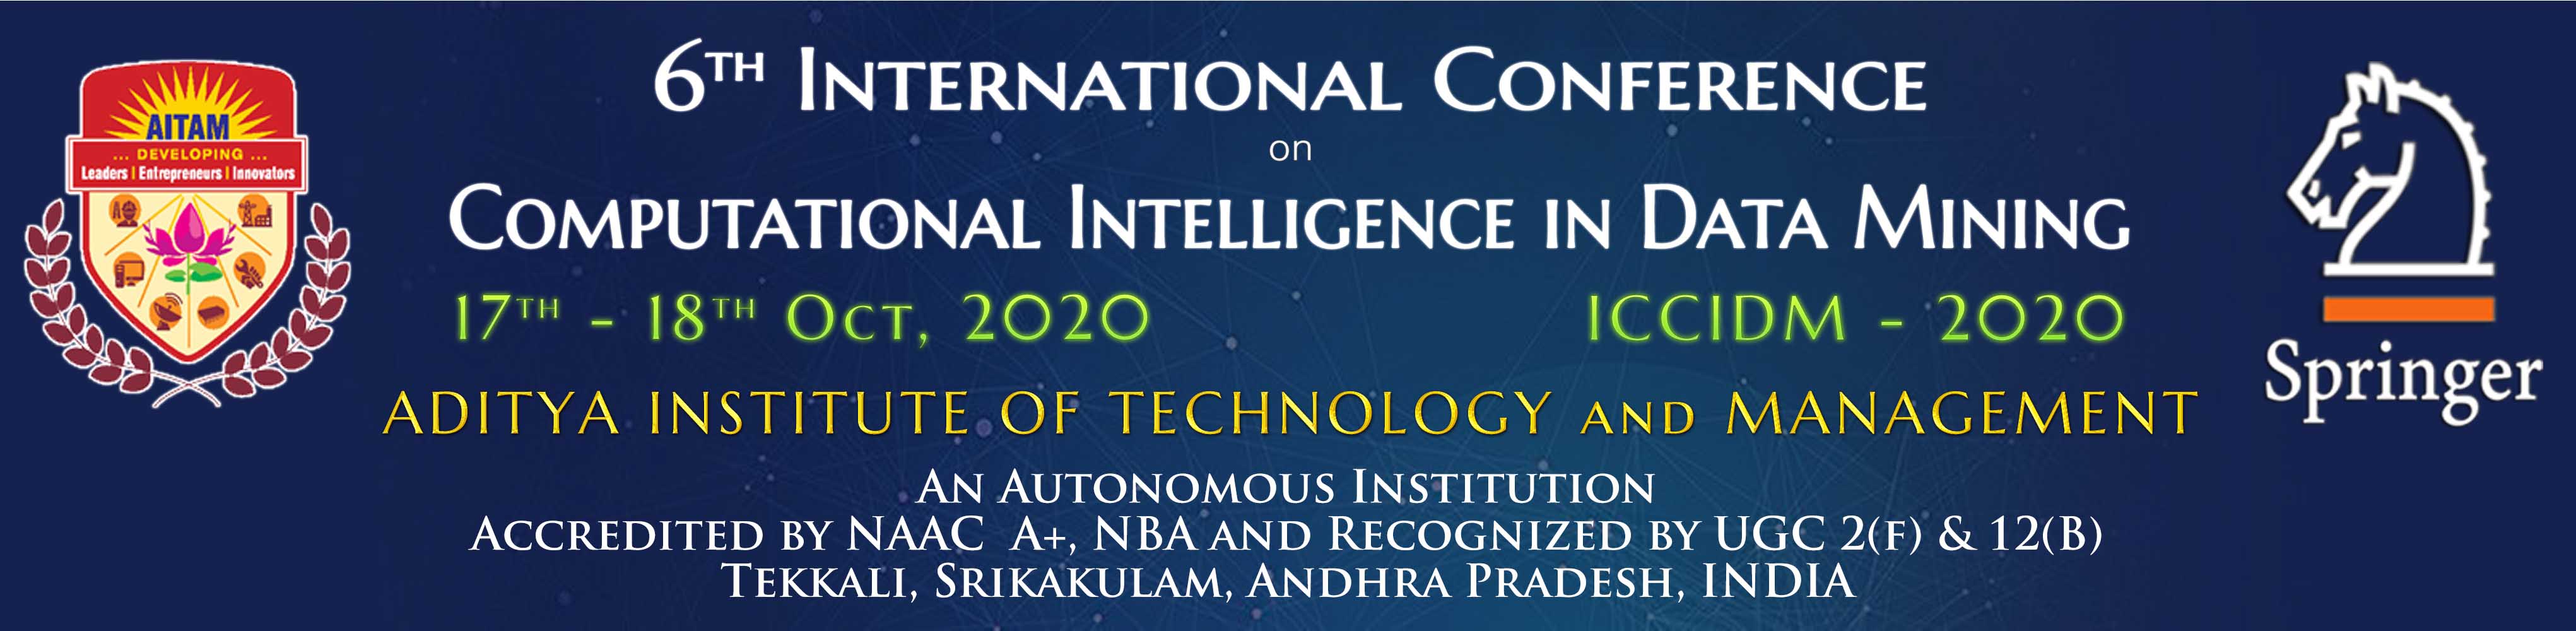 AITAM
... DEVELOPING ...
Leaders | Entrepreneurs | Innovators
6TH INTERNATIONAL CONFERENCE
on
COMPUTATIONAL INTELLIGENCE IN DATA MINING
17TH - 18TH OCT, 2020
ICCIDM - 2020
ADITYA INSTITUTE OF TECHNOLOGY AND MANAGEMENT
AN AUTONOMOUS INSTITUTION
ACCREDITED BY NAAC A+, NBA AND RECOGNIZED BY UGC 2(F) & 12(B)
TEKKALI, SRIKAKULAM, ANDHRA PRADESH, INDIA
Springer